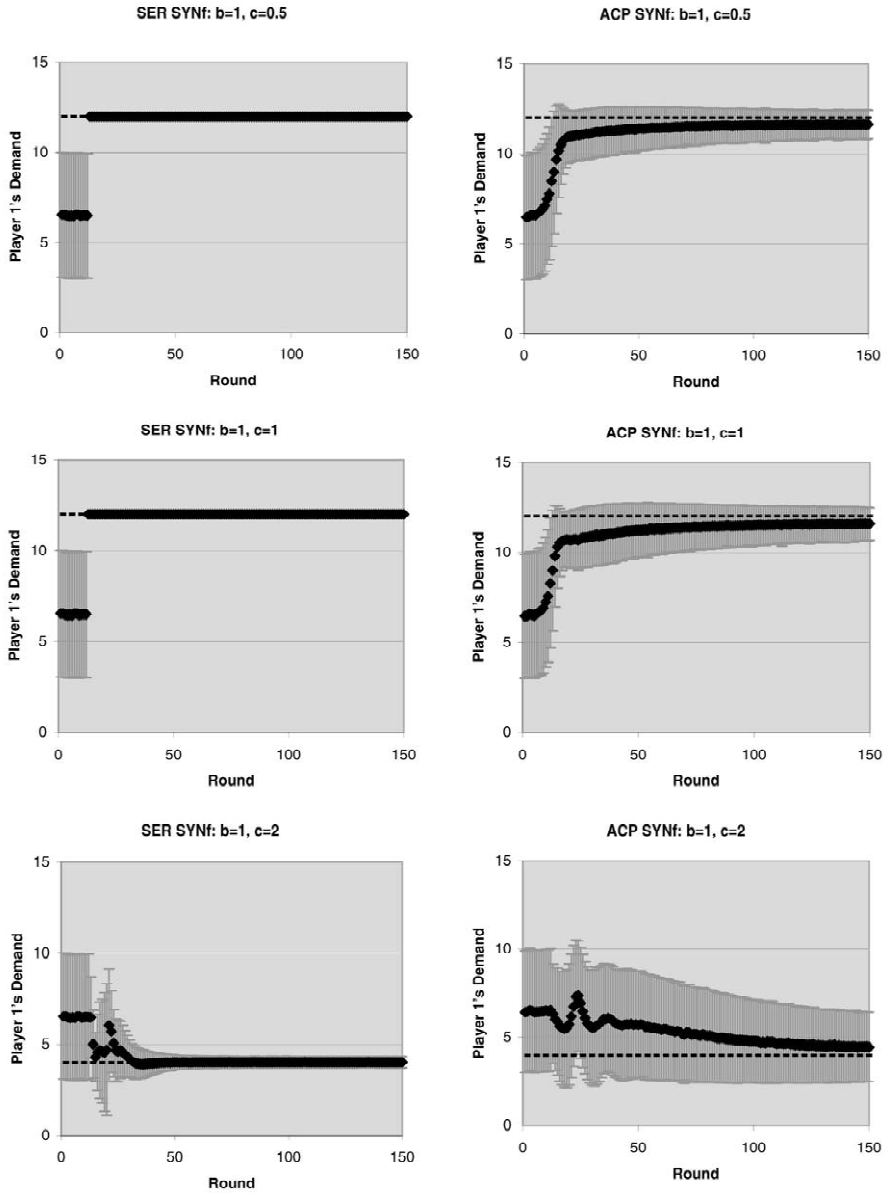 SER SYNf: b=1, c=0.5
15
10
5
0
Player 1's Demand
0
50
100
150
Round
ACP SYNf: b=1, c=0.5
15
10
5
0
Player 1's Demand
0
50
100
150
Round
SER SYNf: b=1, c=1
15
10
5
0
Player 1's Demand
0
50
100
150
Round
ACP SYNf: b=1, c=1
15
10
5
0
Player 1's Demand
0
50
100
150
Round
SER SYNf: b=1, c=2
15
10
5
0
Player 1's Demand
0
50
100
150
Round
ACP SYNf: b=1, c=2
15
10
5
0
Player 1"s Demand
0
50
100
150
Round